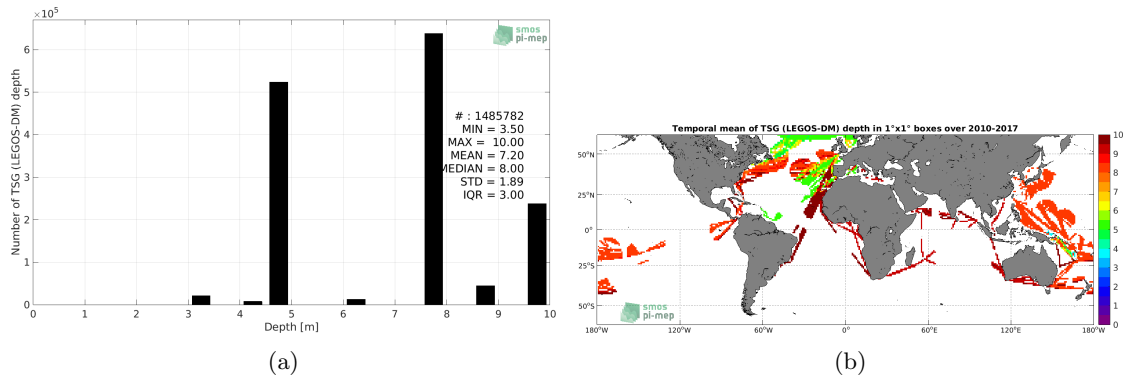 ×10⁵
6
5
4
3
2
1
0
Number of TSG (LEGOS-DM) depth
smos
pi-mep
# : 1485782
MIN = 3.50
MAX = 10.00
MEAN = 7.20
MEDIAN = 8.00
STD = 1.89
IQR = 3.00
0 1 2 3 4 5 6 7 8 9 10
Depth [m]
(a)
Temporal mean of TSG (LEGOS-DM) depth in 1°x1° boxes over 2010-2017
50°N
25°N
0°
25°S
50°S
smos
pi-mep
180°W 120°W 60°W 0° 60°E 120°E 180°W
10
9
8
7
6
5
4
3
2
1
0
(b)